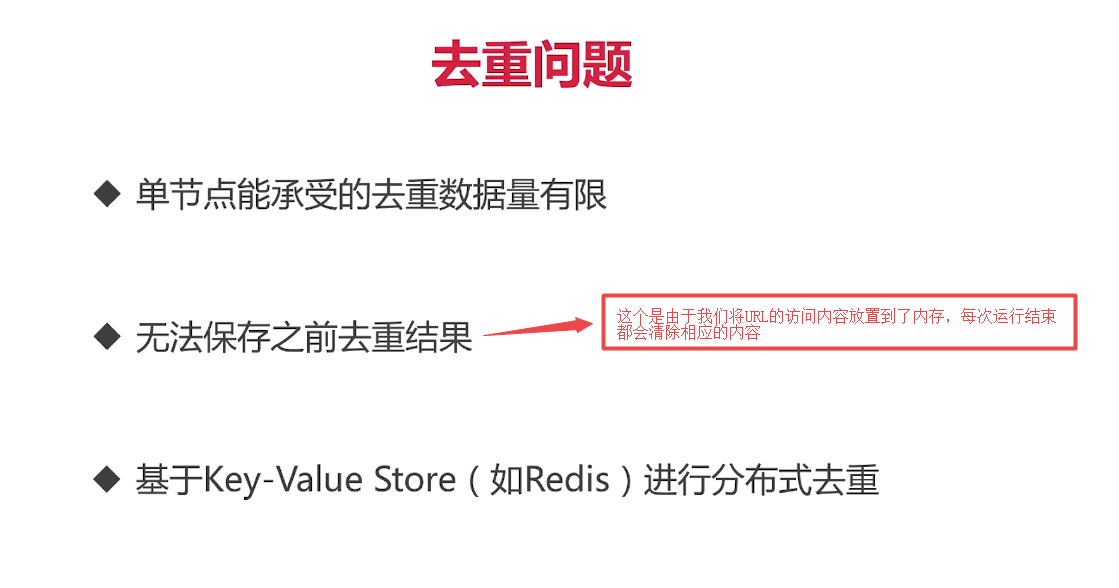 去重问题
◆ 单节点能承受的去重数据量有限
◆ 无法保存之前去重结果
这个是由于我们将URL的访问内容放置到了内存，每次运行结束
都会清除相应的内容
◆ 基于Key-Value Store（如Redis）进行分布式去重